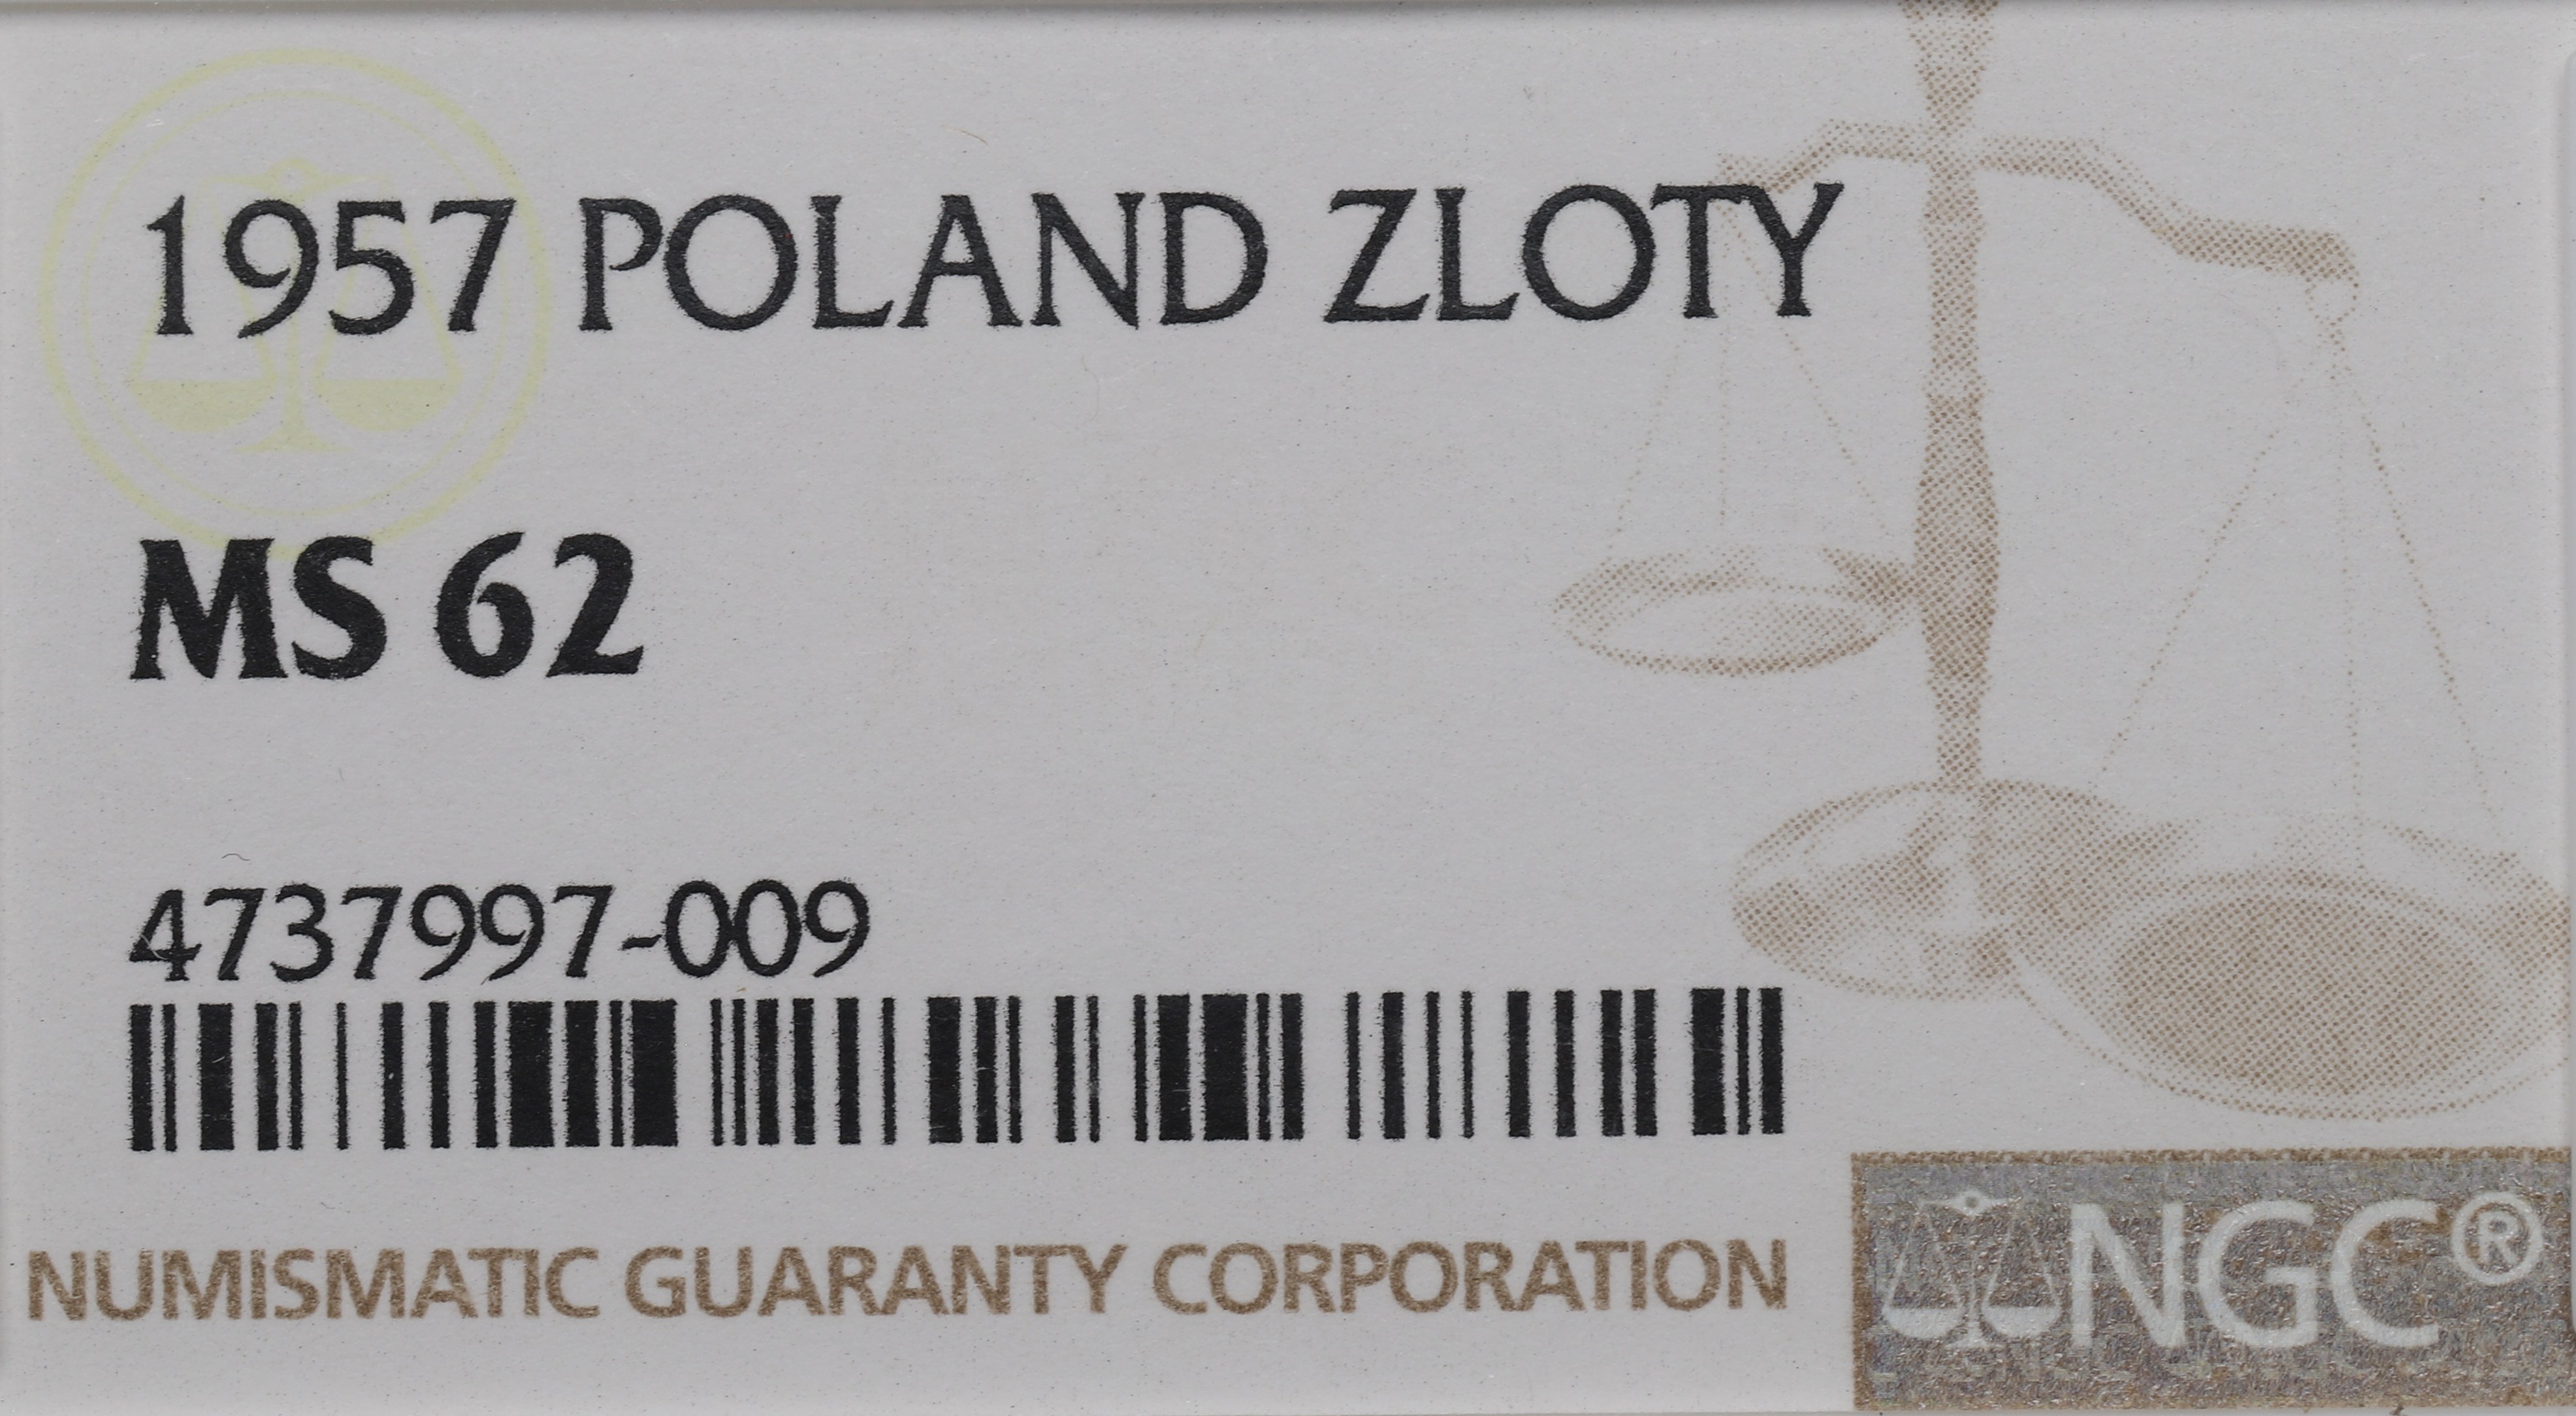 1957 POLAND ZLOTY
MS 62
4737997-009
NUMISMATIC GUARANTY CORPORATION
NGC®